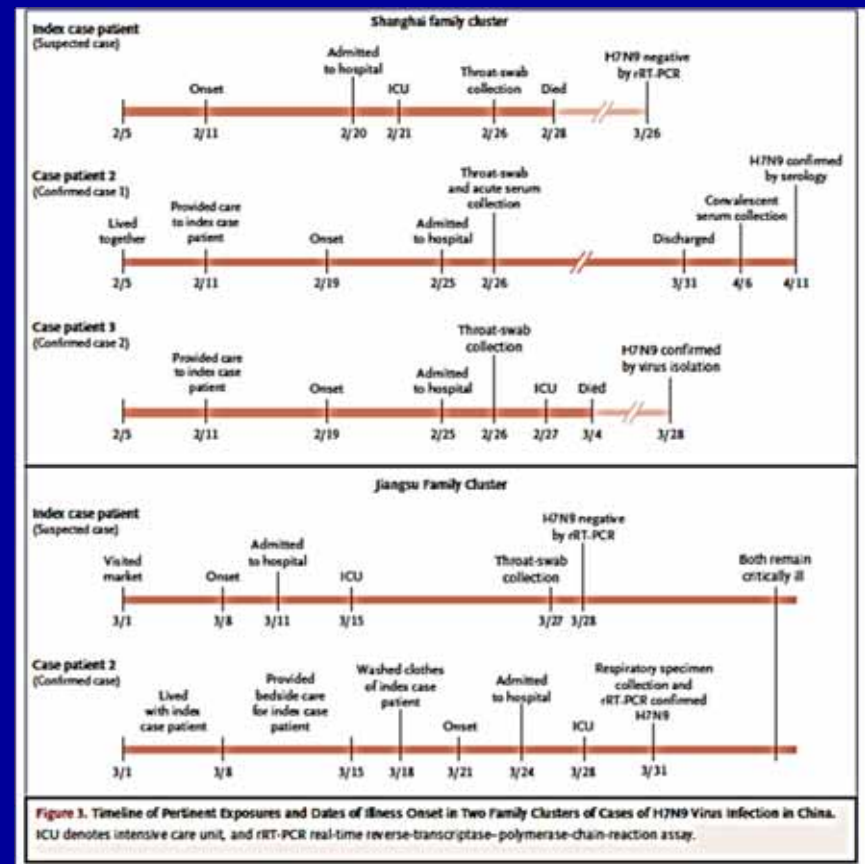 Shanghai family cluster
Index case patient
(Suspected case)
Onset
Admitted
to hospital
ICU
Throat-swab
collection
Died
H7N9 negative
by rRT-PCR
2/5 2/11 2/20 2/21 2/26 2/28 3/26
Case patient 2
(Confirmed case 1)
Lived
together
Provided care
to index case
patient
Onset
Admitted
to hospital
Throat-swab
and acute serum
collection
Discharged
Convalescent
serum collection
H7N9 confirmed
by serology
2/5 2/11 2/19 2/25 2/26 3/31 4/6 4/11
Case patient 3
(Confirmed case 2)
Provided care
to index case
patient
Onset
Admitted
to hospital
Throat-swab
collection
ICU
Died
H7N9 confirmed
by virus isolation
2/5 2/11 2/19 2/25 2/26 2/27 3/4 3/28
Jiangsu Family Cluster
Index case patient
(Suspected case)
Visited
market
Onset
Admitted
to hospital
ICU
Throat-swab
collection
H7N9 negative
by rRT-PCR
Both remain
critically ill
3/1 3/8 3/11 3/15 3/27 3/28
Case patient 2
(Confirmed case)
Lived
with index
case patient
Provided
bedside care
for index case
patient
Washed clothes
of index case
patient
Onset
Admitted
to hospital
ICU
Respiratory specimen
collection and
rRT-PCR confirmed
H7N9
3/1 3/8 3/15 3/18 3/21 3/24 3/28 3/31
Figure 3. Timeline of Pertinent Exposures and Dates of Illness Onset in Two Family Clusters of Cases of H7N9 Virus Infection in China.
ICU denotes intensive care unit, and rRT-PCR real-time reverse-transcriptase–polymerase-chain-reaction assay.